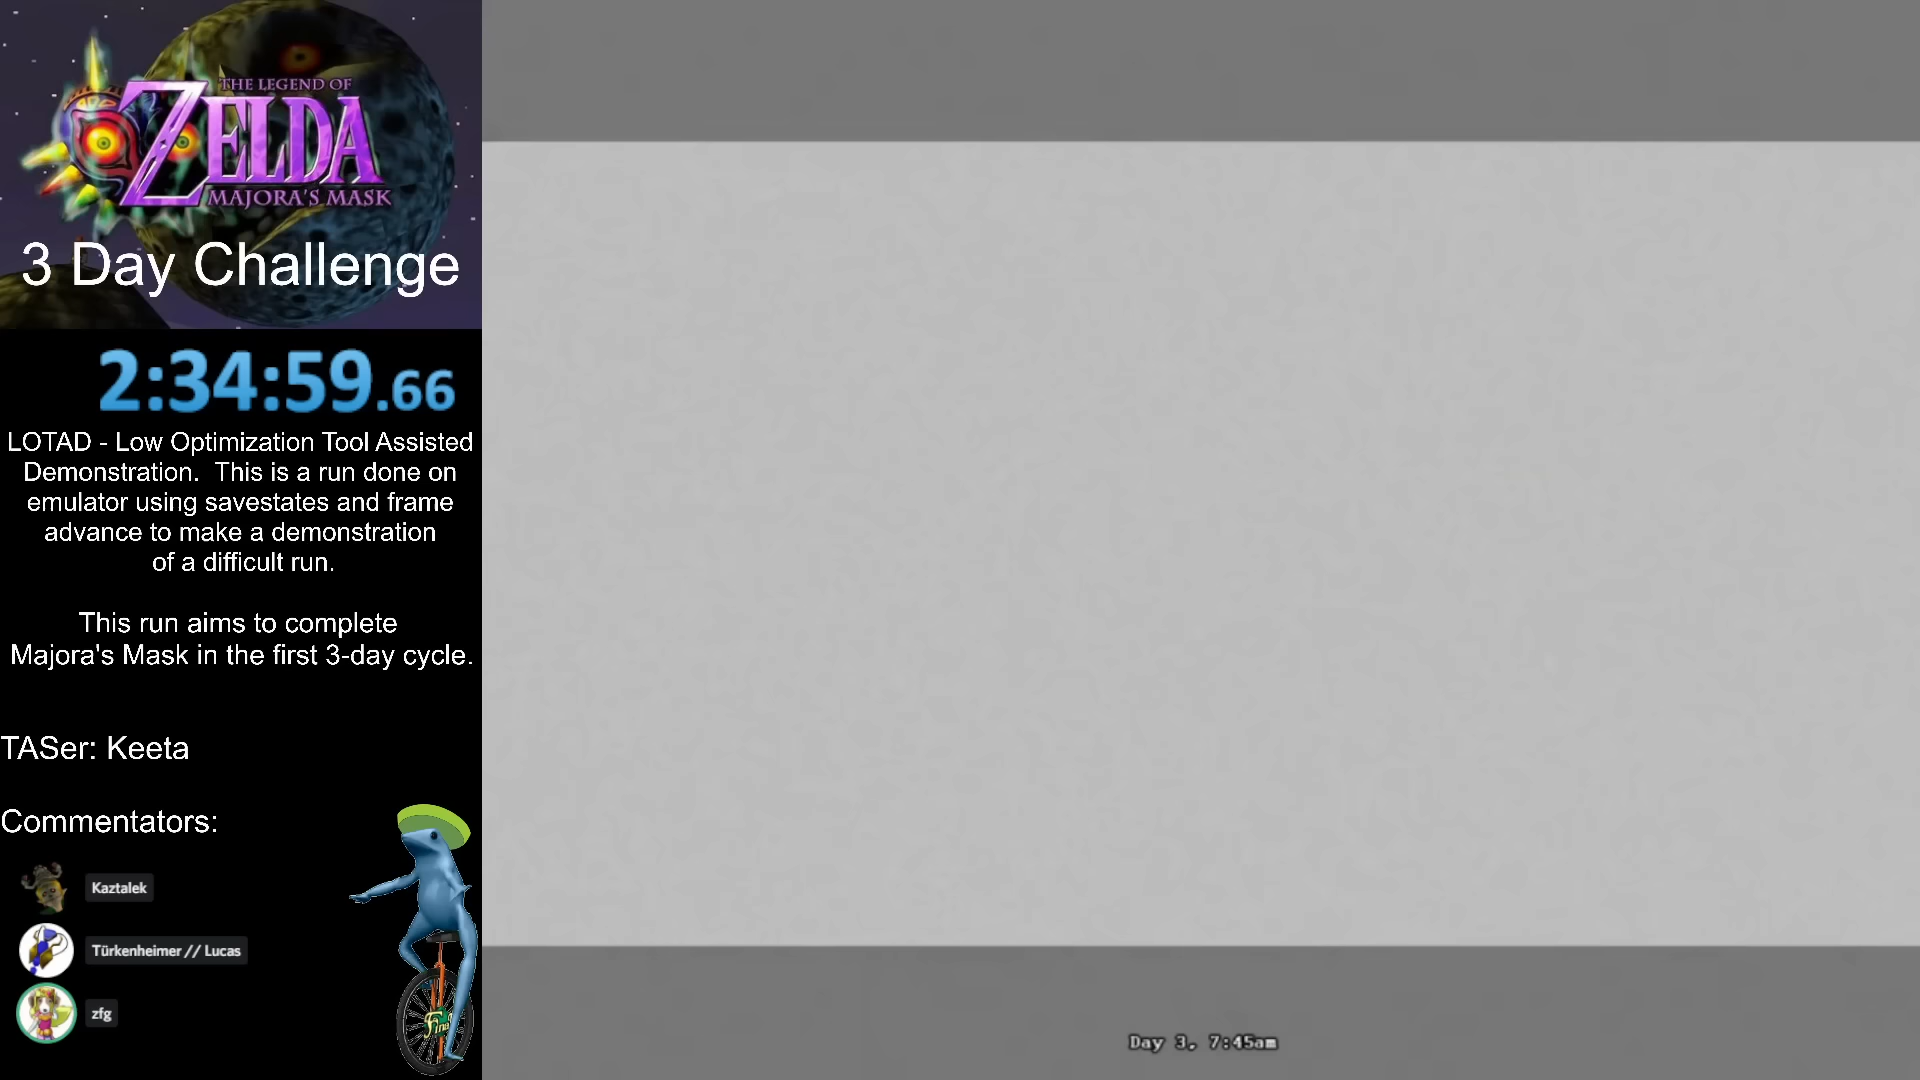 THE LEGEND OF
ZELDA
MAJORA'S MASK
3 Day Challenge
2:34:59.66
LOTAD - Low Optimization Tool Assisted
Demonstration.  This is a run done on
emulator using savestates and frame
advance to make a demonstration
of a difficult run.
This run aims to complete
Majora's Mask in the first 3-day cycle.
TASer: Keeta
Commentators:
Kaztalek
Türkenheimer // Lucas
zfg
Day 3, 7:45am